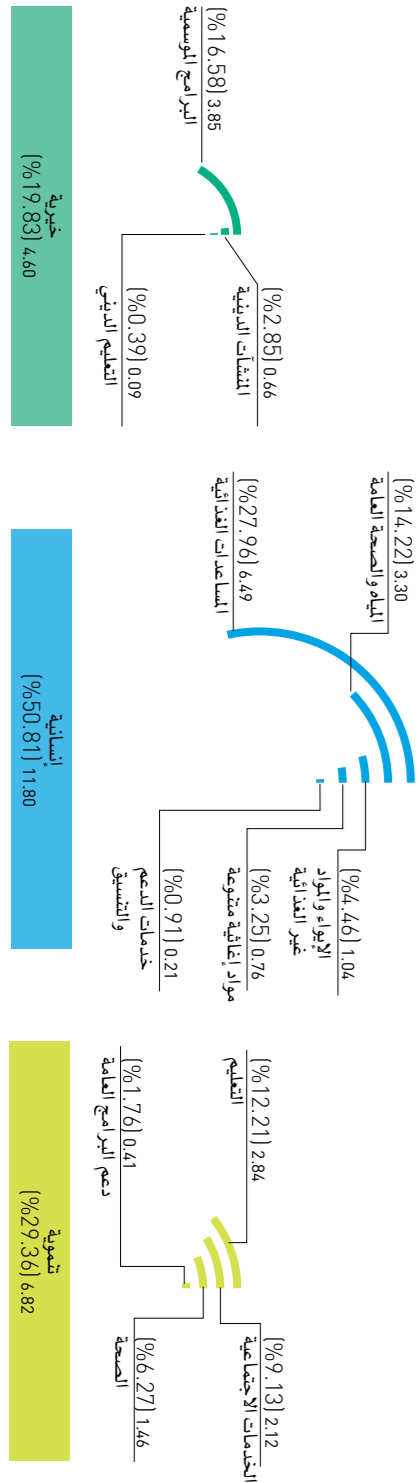 (%16.58) 3.85
البرامج الموسمية
(%2.85) 0.66
المنشآت الدينية
(%0.39) 0.09
التعليم الديني
خيرية
(%19.83) 4.60
(%14.22) 3.30
المياه والصحة العامة
(%27.96) 6.49
المساعدات الغذائية
(%4.46) 1.04
الإيواء والمواد
غير الغذائية
(%3.25) 0.76
مواد إغاثية متنوعة
(%0.91) 0.21
خدمات الدعم
والتنسيق
إنسانية
(%50.81) 11.80
(%12.21) 2.84
التعليم
(%1.76) 0.41
دعم البرامج العامة
(%9.13) 2.12
الخدمات الاجتماعية
(%6.27) 1.46
الصحة
تنموية
(%29.36) 6.82